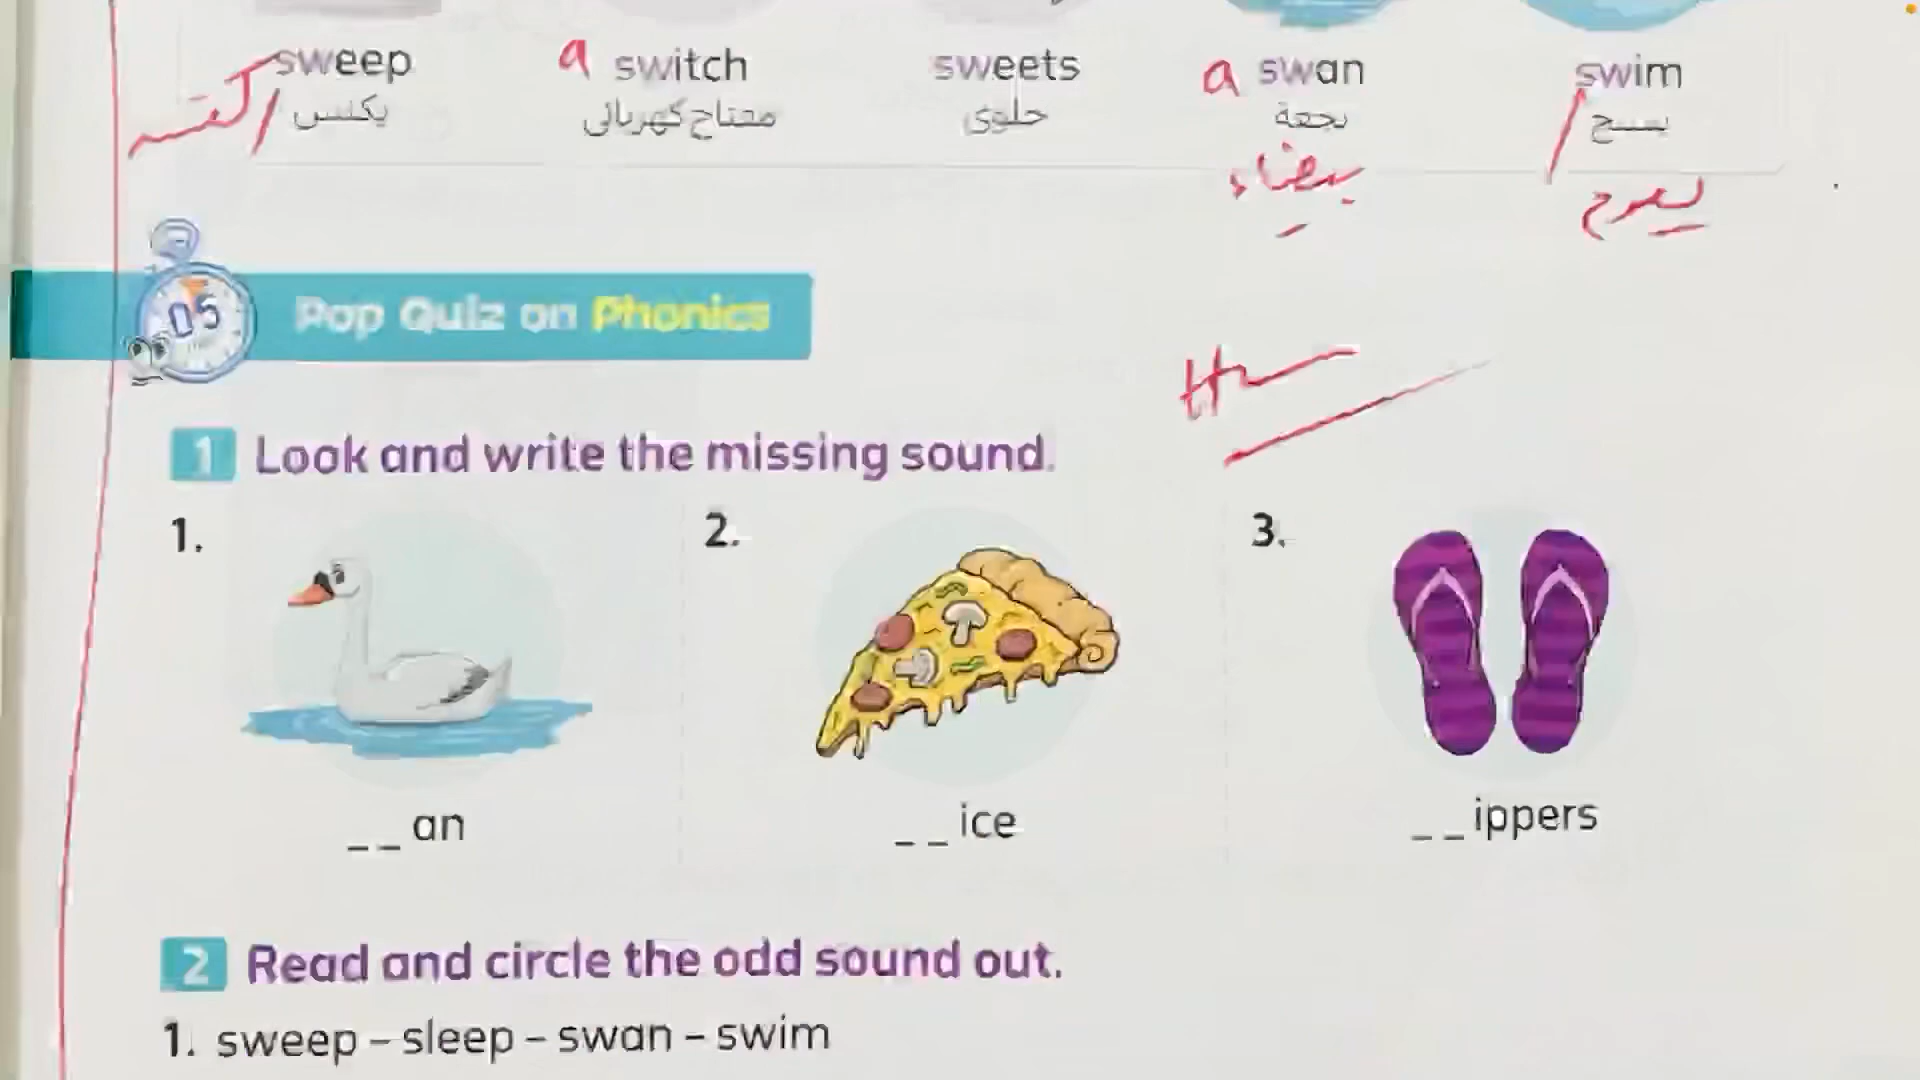 sweep a switch sweets a swan swim
يكنس مفتاح كهربائى حلوى بجعة يسبح
بيضاء
05 Pop Quiz on Phonics
1 Look and write the missing sound.
1. 2. 3.
_ _ an _ _ ice _ _ ippers
2 Read and circle the odd sound out.
1. sweep – sleep – swan – swim